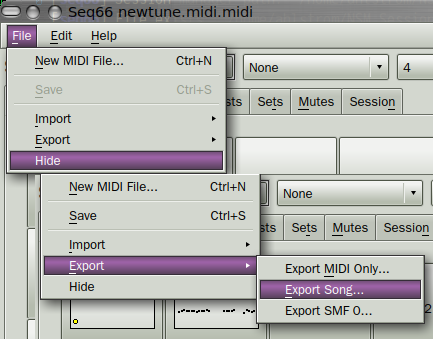 Seq66 newtune.midi.midi
File Edit Help
New MIDI File... Ctrl+N
None
4
Save Ctrl+S
Sets Mutes Session
Import
Export
Hide
New MIDI File... Ctrl+N
None
Save Ctrl+S
Sets Mutes Session
Import
Export
Export MIDI Only...
Hide
Export Song...
Export SMF 0...